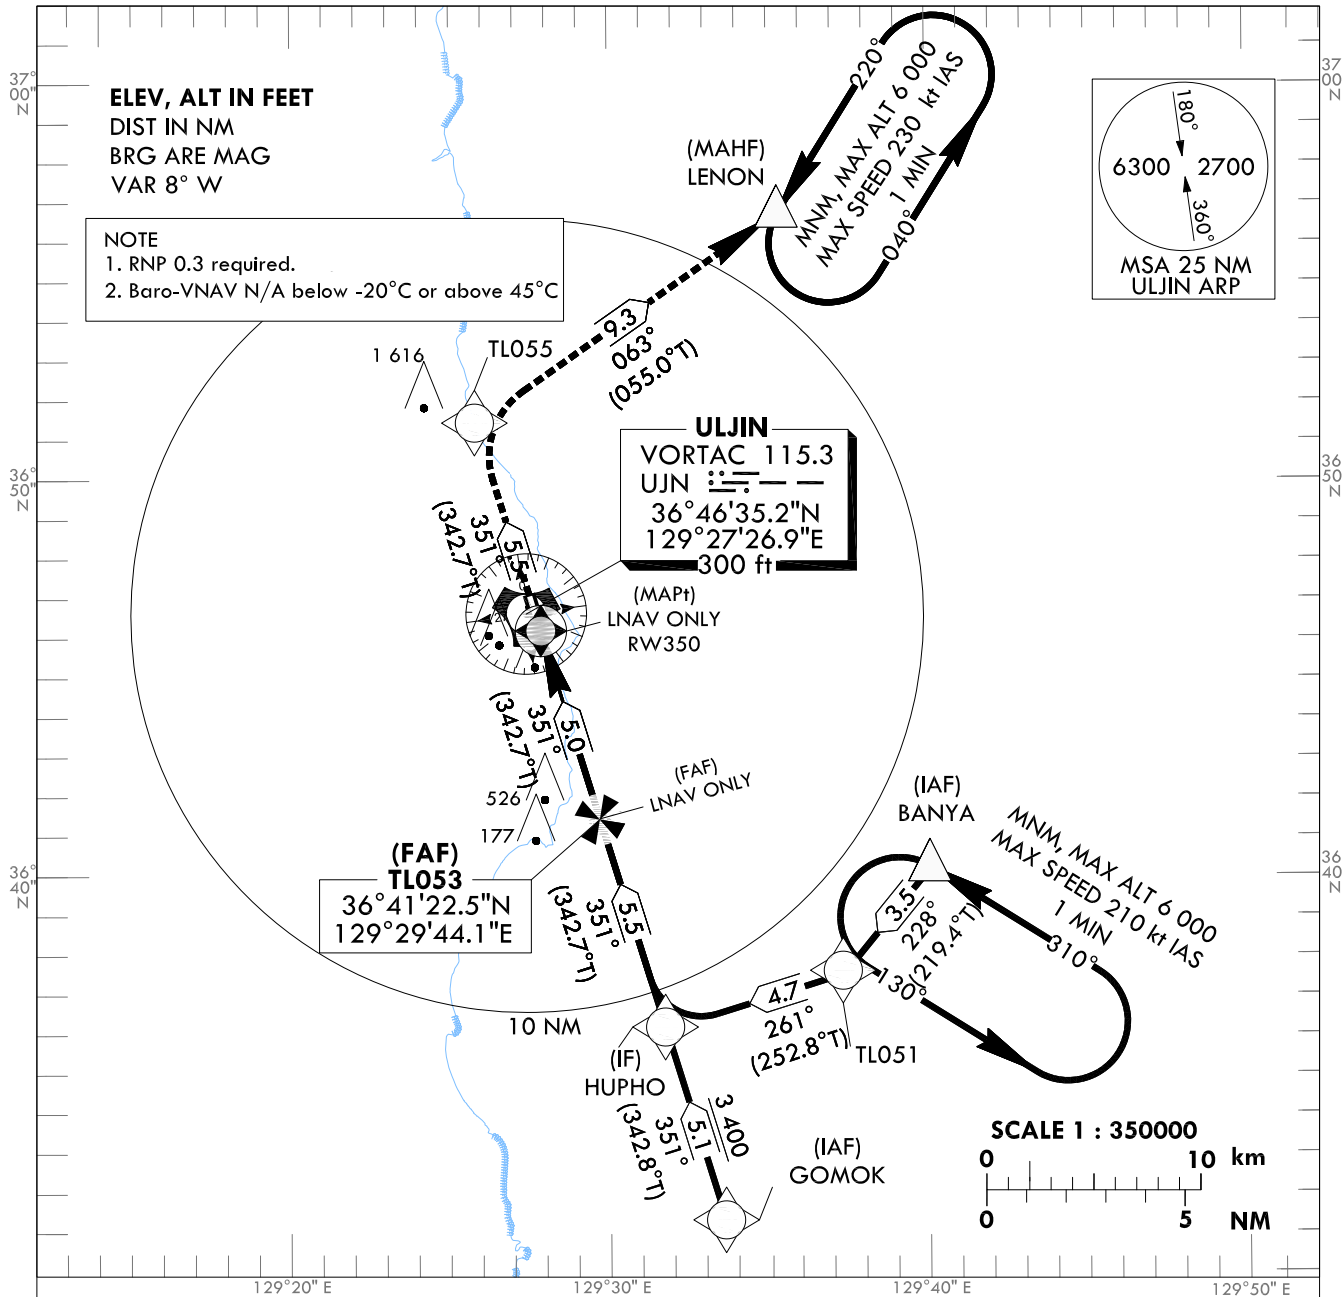 ELEV, ALT IN FEET
DIST IN NM
BRG ARE MAG
VAR 8° W
NOTE
1. RNP 0.3 required.
2. Baro-VNAV N/A below -20°C or above 45°C
(MAHF)
LENON
220°
MNM, MAX ALT 6 000
MAX SPEED 230 kt IAS
1 MIN
040°
180°
6300 2700
360°
MSA 25 NM
ULJIN ARP
37°
00"
N
37
00
N
1 616
TL055
9.3
063°
(055.0°T)
ULJIN
VORTAC 115.3
UJN
36°46'35.2"N
129°27'26.9"E
300 ft
36°
50"
N
36
50
N
5.5
351°
(342.7°T)
(MAPt)
LNAV ONLY
RW350
5.0
351°
(342.7°T)
(FAF)
LNAV ONLY
526
177
(FAF)
TL053
36°41'22.5"N
129°29'44.1"E
36°
40"
N
36
40
N
5.5
351°
(342.7°T)
(IAF)
BANYA
MNM, MAX ALT 6 000
MAX SPEED 210 kt IAS
1 MIN
310°
130°
3.5
228°
(219.4°T)
4.7
261°
(252.8°T)
TL051
10 NM
(IF)
HUPHO
3 400
5.1
351°
(342.8°T)
(IAF)
GOMOK
SCALE 1 : 350000
0 10 km
0 5 NM
129°20" E
129°30" E
129°40" E
129°50" E